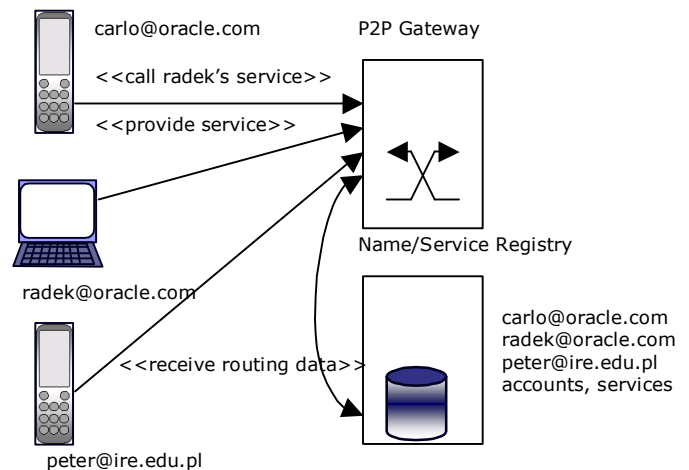 carlo@oracle.com
P2P Gateway
<<call radek's service>>
<<provide service>>
Name/Service Registry
radek@oracle.com
carlo@oracle.com
radek@oracle.com
peter@ire.edu.pl
accounts, services
<<receive routing data>>
peter@ire.edu.pl